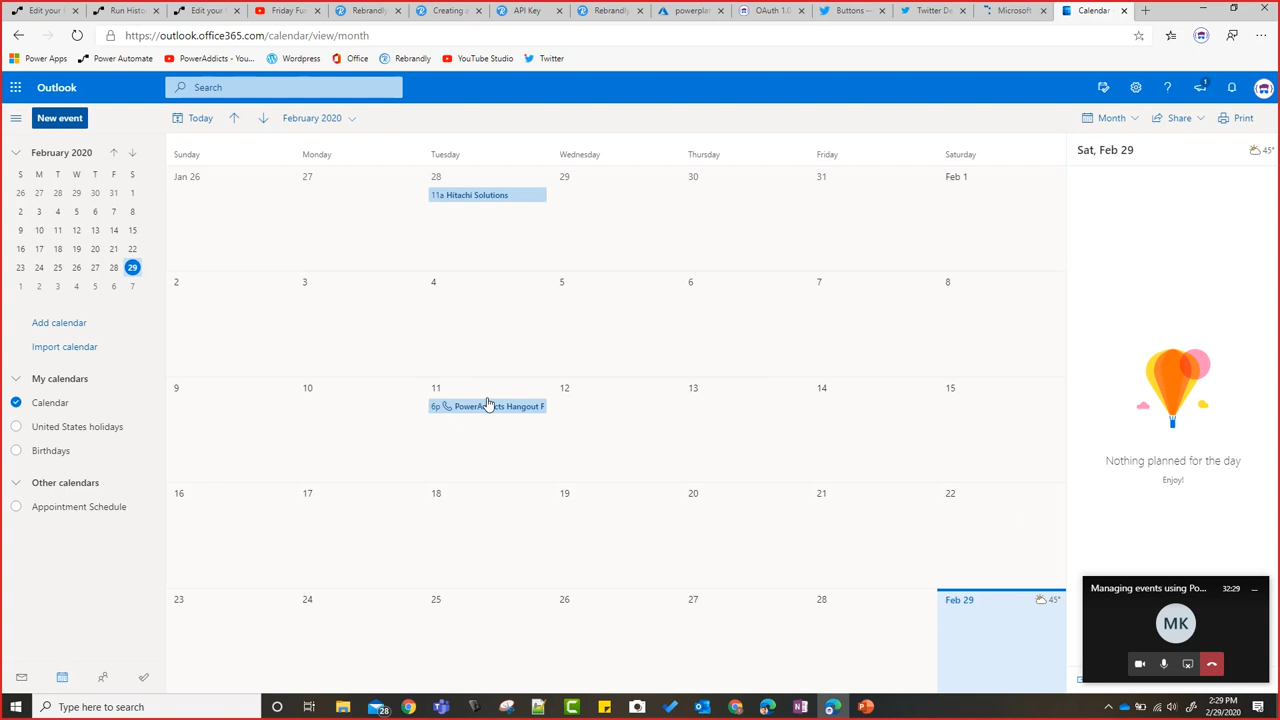 Edit your
Run Histo
Edit your
Friday Fun
Rebrandly
Creating a
API Key
Rebrandly
powerplat
OAuth 1.0
Buttons —
Twitter De
Microsoft
Calendar -
https://outlook.office365.com/calendar/view/month
Power Apps Power Automate PowerAddicts - You... Wordpress Office Rebrandly YouTube Studio Twitter
Outlook
Search
1
New event
Today
February 2020
Month
Share
Print
February 2020
S M T W T F S
26 27 28 29 30 31 1
2 3 4 5 6 7 8
9 10 11 12 13 14 15
16 17 18 19 20 21 22
23 24 25 26 27 28 29
1 2 3 4 5 6 7
Add calendar
Import calendar
My calendars
Calendar
United States holidays
Birthdays
Other calendars
Appointment Schedule
Sunday Monday Tuesday Wednesday Thursday Friday Saturday
Jan 26 27 28 29 30 31 Feb 1
11a Hitachi Solutions
2 3 4 5 6 7 8
9 10 11 12 13 14 15
6p PowerAddicts Hangout F
16 17 18 19 20 21 22
23 24 25 26 27 28 Feb 29 45°
Sat, Feb 29
45°
Nothing planned for the day
Enjoy!
Managing events using Po... 32:29
MK
Type here to search
28
2:29 PM
2/29/2020